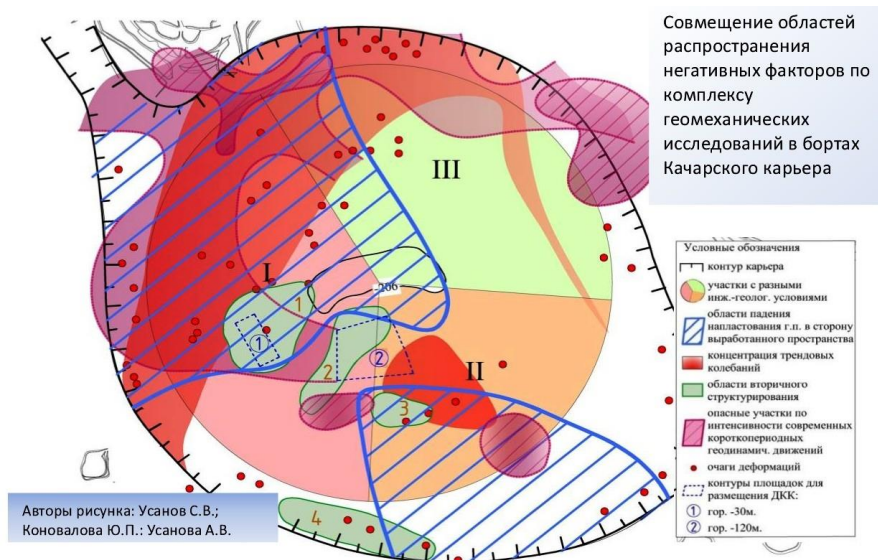 Совмещение областей
распространения
негативных факторов по
комплексу
геомеханических
исследований в бортах
Качарского карьера
III
I
-206
1
1
2
2
II
3
4
Условные обозначения
контур карьера
участки с разными
инж.-геолог. условиями
области падения
напластования г.п. в сторону
выработанного пространства
концентрация трендовых
колебаний
области вторичного
структурирования
опасные участки по
интенсивности современных
короткопериодных
геодинамич. движений
очаги деформаций
контуры площадок для
размещения ДКК:
1 гор. -30м.
2 гор. -120м.
Авторы рисунка: Усанов С.В.;
Коновалова Ю.П.: Усанова А.В.